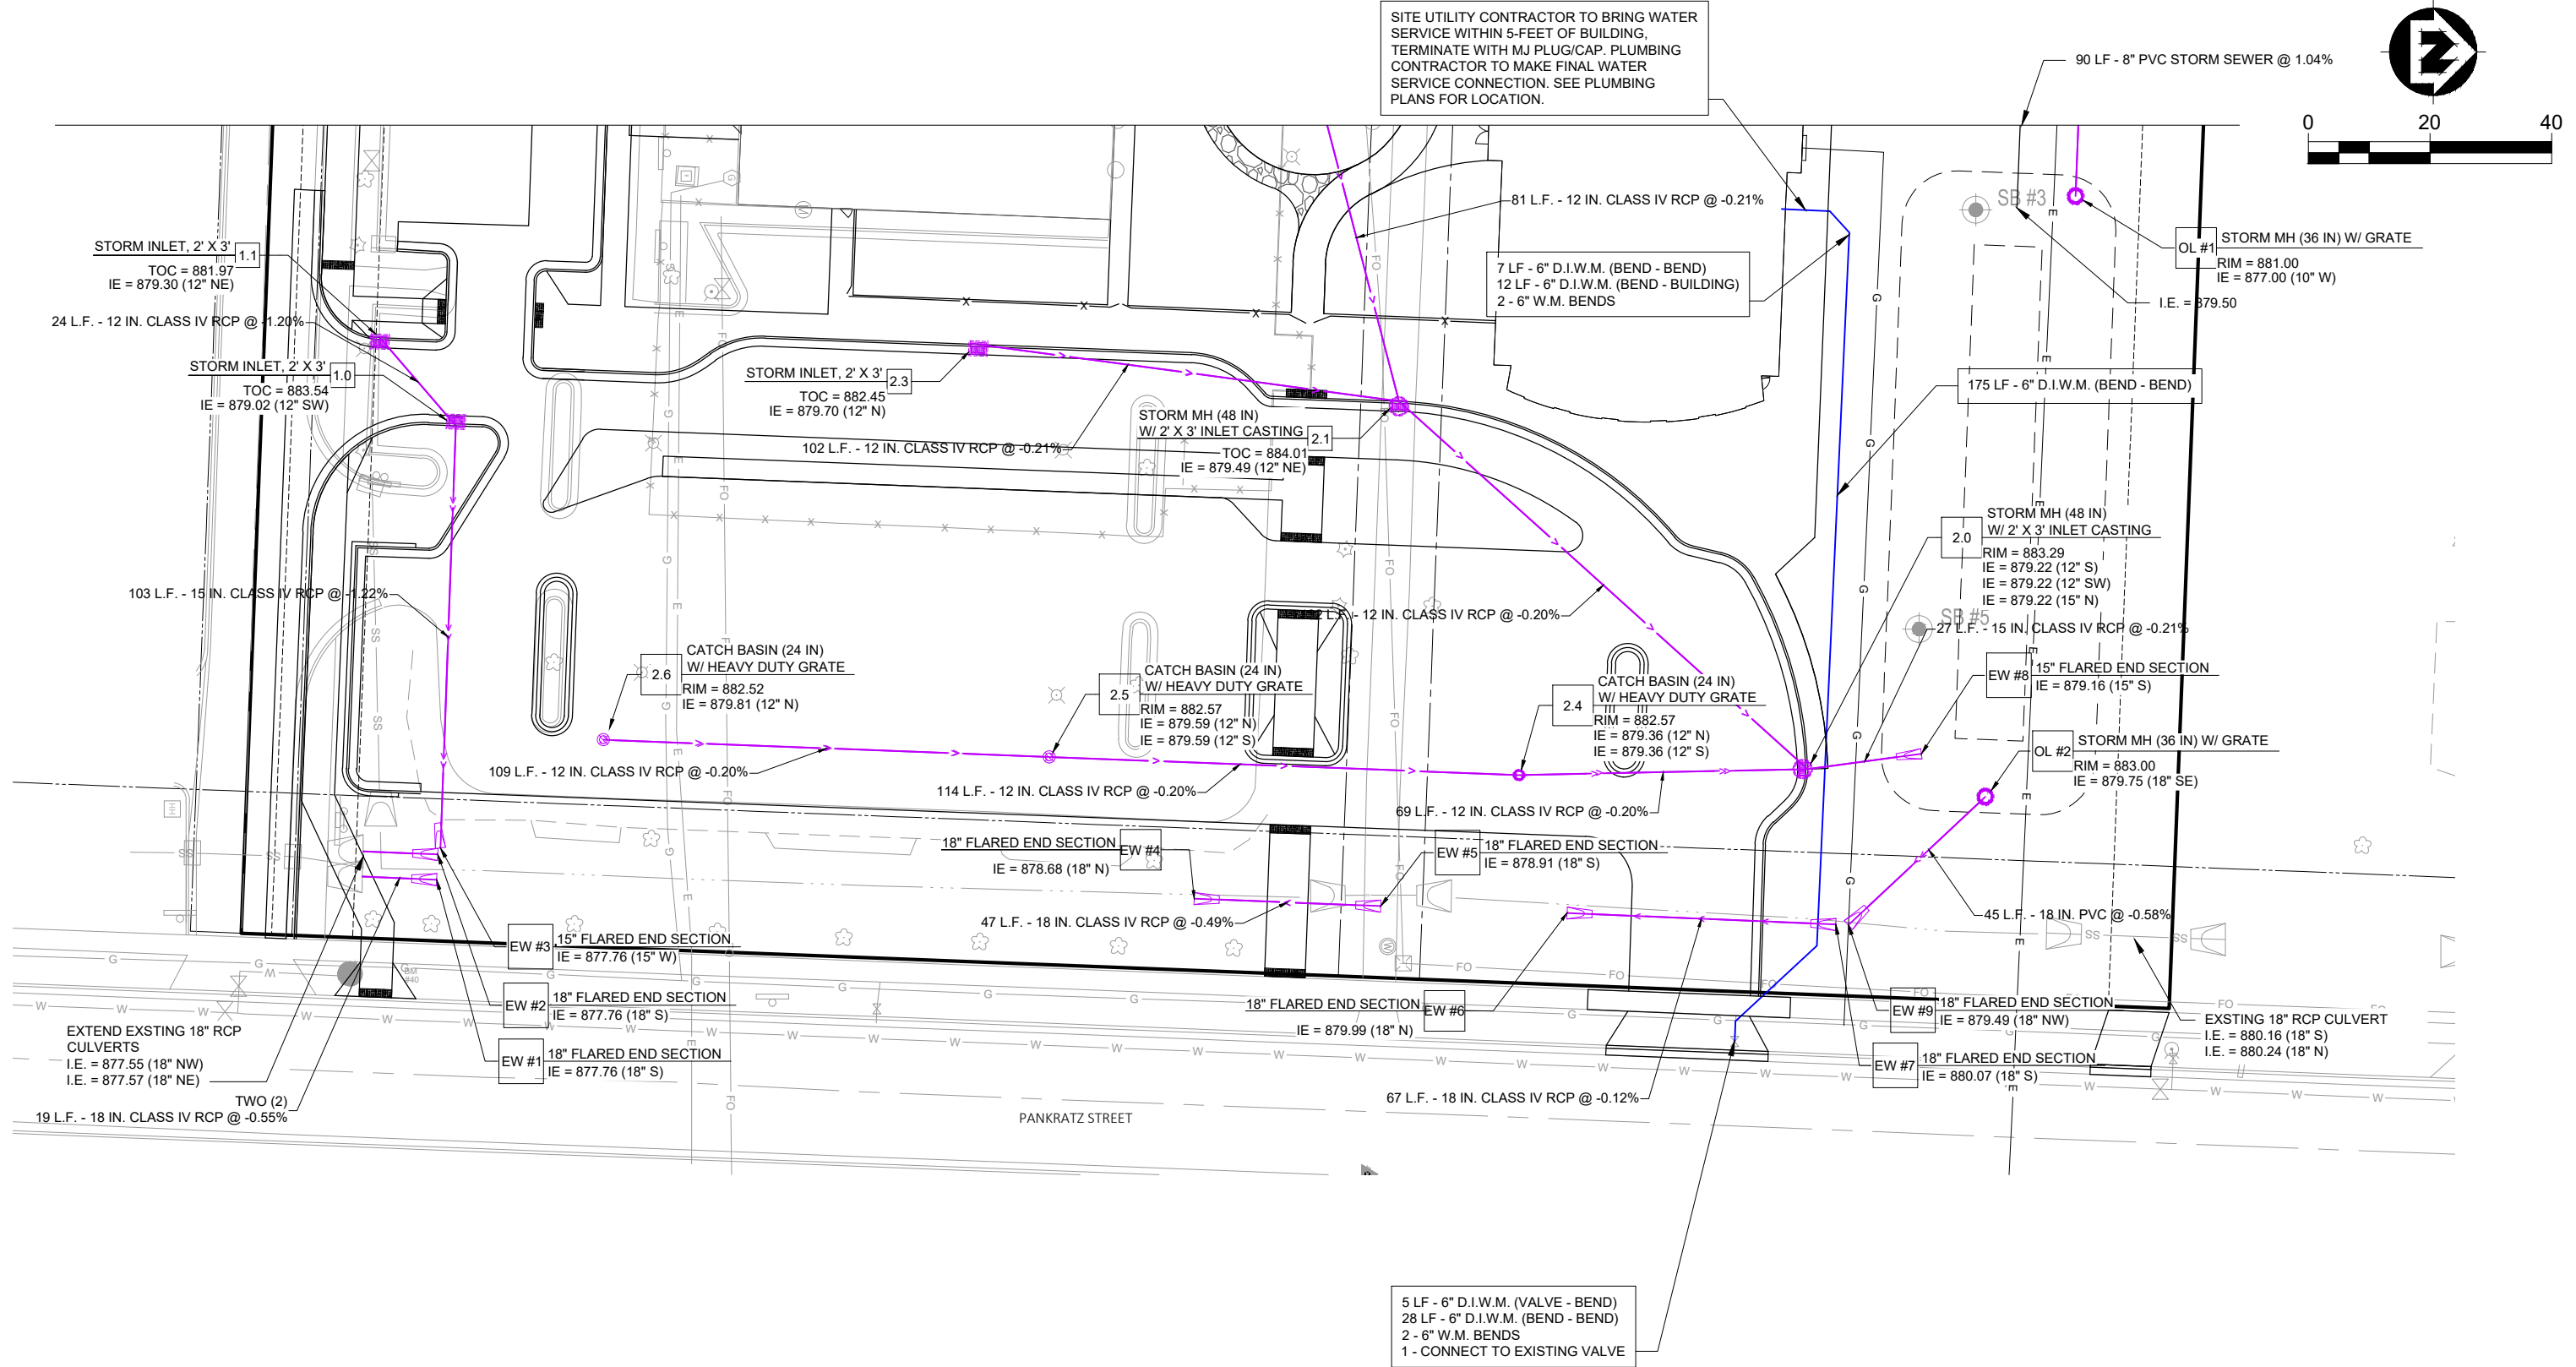 SITE UTILITY CONTRACTOR TO BRING WATER
SERVICE WITHIN 5-FEET OF BUILDING,
TERMINATE WITH MJ PLUG/CAP. PLUMBING
CONTRACTOR TO MAKE FINAL WATER
SERVICE CONNECTION. SEE PLUMBING
PLANS FOR LOCATION.
90 LF - 8" PVC STORM SEWER @ 1.04%
0 20 40
81 L.F. - 12 IN. CLASS IV RCP @ -0.21%
SB #3
OL #1
STORM MH (36 IN) W/ GRATE
RIM = 881.00
IE = 877.00 (10" W)
I.E. = 879.50
STORM INLET, 2' X 3'
1.1
TOC = 881.97
IE = 879.30 (12" NE)
24 L.F. - 12 IN. CLASS IV RCP @ -1.20%
7 LF - 6" D.I.W.M. (BEND - BEND)
12 LF - 6" D.I.W.M. (BEND - BUILDING)
2 - 6" W.M. BENDS
STORM INLET, 2' X 3'
1.0
TOC = 883.54
IE = 879.02 (12" SW)
STORM INLET, 2' X 3'
2.3
TOC = 882.45
IE = 879.70 (12" N)
175 LF - 6" D.I.W.M. (BEND - BEND)
STORM MH (48 IN)
W/ 2' X 3' INLET CASTING
2.1
TOC = 884.01
IE = 879.49 (12" NE)
102 L.F. - 12 IN. CLASS IV RCP @ -0.21%
STORM MH (48 IN)
W/ 2' X 3' INLET CASTING
2.0
RIM = 883.29
IE = 879.22 (12" S)
IE = 879.22 (12" SW)
IE = 879.22 (15" N)
103 L.F. - 15 IN. CLASS IV RCP @ -1.22%
12 IN. CLASS IV RCP @ -0.20%
SB #5
27 L.F. - 15 IN. CLASS IV RCP @ -0.21%
2.6
CATCH BASIN (24 IN)
W/ HEAVY DUTY GRATE
RIM = 882.52
IE = 879.81 (12" N)
2.5
CATCH BASIN (24 IN)
W/ HEAVY DUTY GRATE
RIM = 882.57
IE = 879.59 (12" N)
IE = 879.59 (12" S)
2.4
CATCH BASIN (24 IN)
W/ HEAVY DUTY GRATE
RIM = 882.57
IE = 879.36 (12" N)
IE = 879.36 (12" S)
EW #8
15" FLARED END SECTION
IE = 879.16 (15" S)
OL #2
STORM MH (36 IN) W/ GRATE
RIM = 883.00
IE = 879.75 (18" SE)
109 L.F. - 12 IN. CLASS IV RCP @ -0.20%
114 L.F. - 12 IN. CLASS IV RCP @ -0.20%
69 L.F. - 12 IN. CLASS IV RCP @ -0.20%
18" FLARED END SECTION
EW #4
IE = 878.68 (18" N)
EW #5
18" FLARED END SECTION
IE = 878.91 (18" S)
47 L.F. - 18 IN. CLASS IV RCP @ -0.49%
45 L.F. - 18 IN. PVC @ -0.58%
EW #3
15" FLARED END SECTION
IE = 877.76 (15" W)
BM
#40
EW #2
18" FLARED END SECTION
IE = 877.76 (18" S)
18" FLARED END SECTION
EW #6
IE = 879.99 (18" N)
EW #9
18" FLARED END SECTION
IE = 879.49 (18" NW)
EXSTING 18" RCP CULVERT
I.E. = 880.16 (18" S)
I.E. = 880.24 (18" N)
EXTEND EXSTING 18" RCP
CULVERTS
I.E. = 877.55 (18" NW)
I.E. = 877.57 (18" NE)
EW #1
18" FLARED END SECTION
IE = 877.76 (18" S)
EW #7
18" FLARED END SECTION
IE = 880.07 (18" S)
TWO (2)
19 L.F. - 18 IN. CLASS IV RCP @ -0.55%
67 L.F. - 18 IN. CLASS IV RCP @ -0.12%
PANKRATZ STREET
5 LF - 6" D.I.W.M. (VALVE - BEND)
28 LF - 6" D.I.W.M. (BEND - BEND)
2 - 6" W.M. BENDS
1 - CONNECT TO EXISTING VALVE